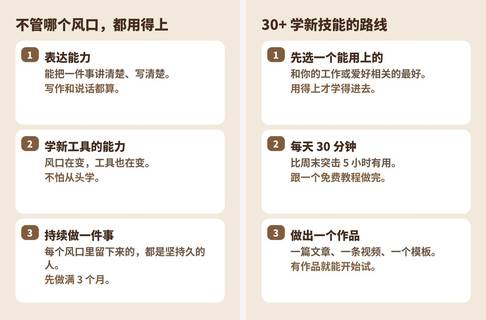 不管哪个风口，都用得上
1 表达能力
能把一件事讲清楚、写清楚。
写作和说话都算。
2 学新工具的能力
风口在变，工具也在变。
不怕从头学。
3 持续做一件事
每个风口里留下来的，都是坚持久的
人。
先做满 3 个月。
30+ 学新技能的路线
1 先选一个能用上的
和你的工作或爱好相关的最好。
用得上才学得进去。
2 每天 30 分钟
比周末突击 5 小时有用。
跟一个免费教程做完。
3 做出一个作品
一篇文章、一条视频、一个模板。
有作品就能开始试。